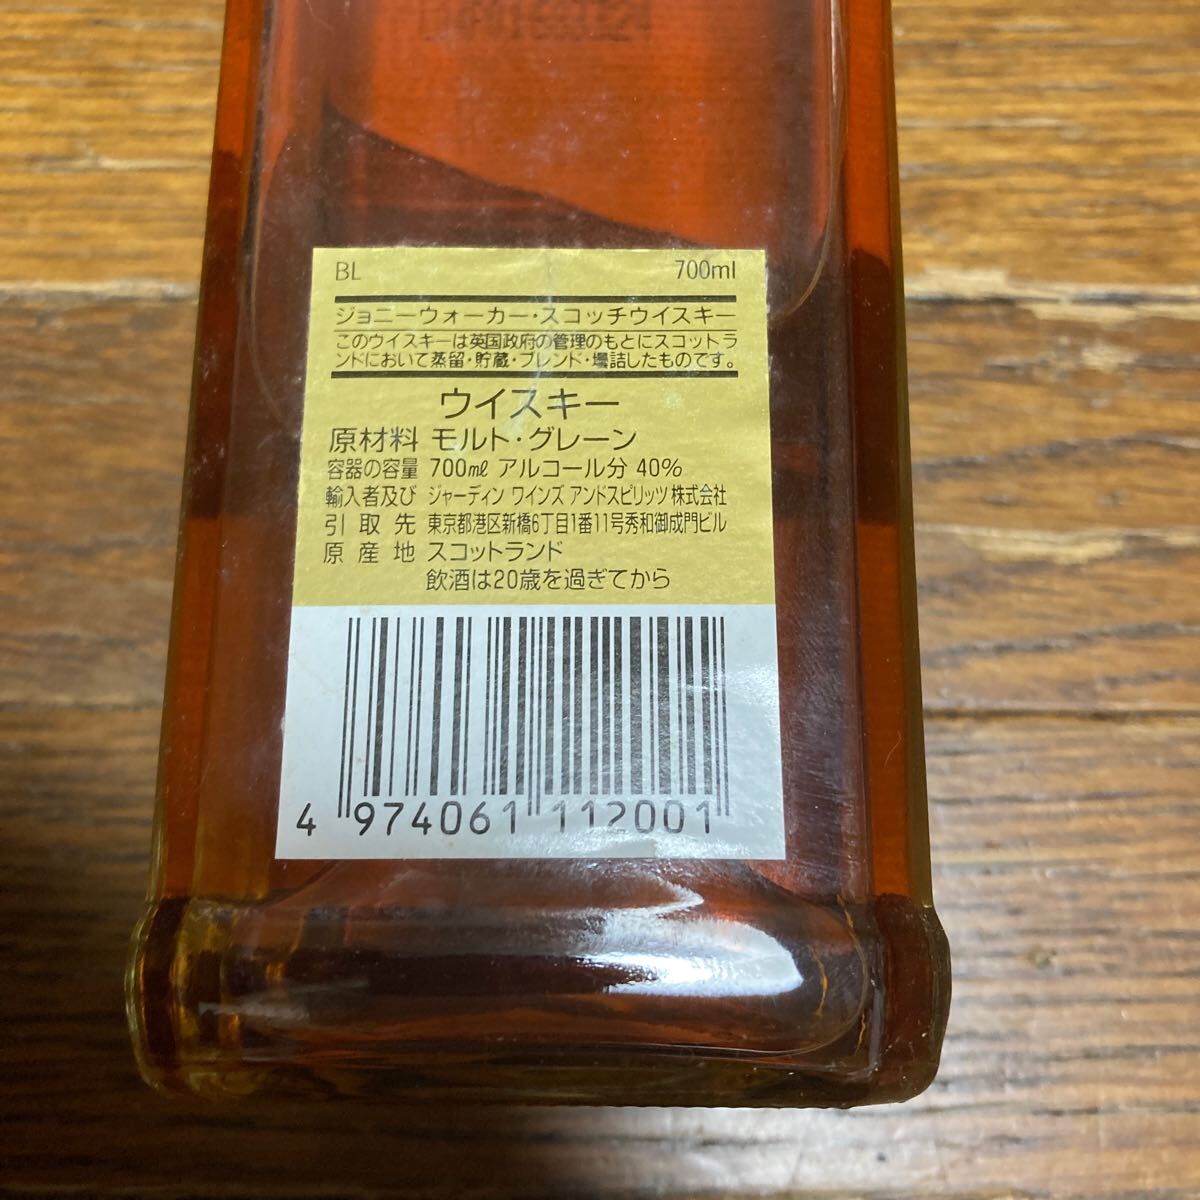 BL 700ml
ジョニーウォーカー・スコッチウイスキー
このウイスキーは英国政府の管理のもとにスコットラ
ンドにおいて蒸留・貯蔵・ブレンド・壜詰したものです。
ウイスキー
原材料 モルト・グレーン
容器の容量 700mℓ アルコール分 40%
輸入者及び ジャーディン ワインズ アンドスピリッツ株式会社
引取先 東京都港区新橋6丁目1番11号秀和御成門ビル
原産地 スコットランド
飲酒は20歳を過ぎてから
4 974061 112001